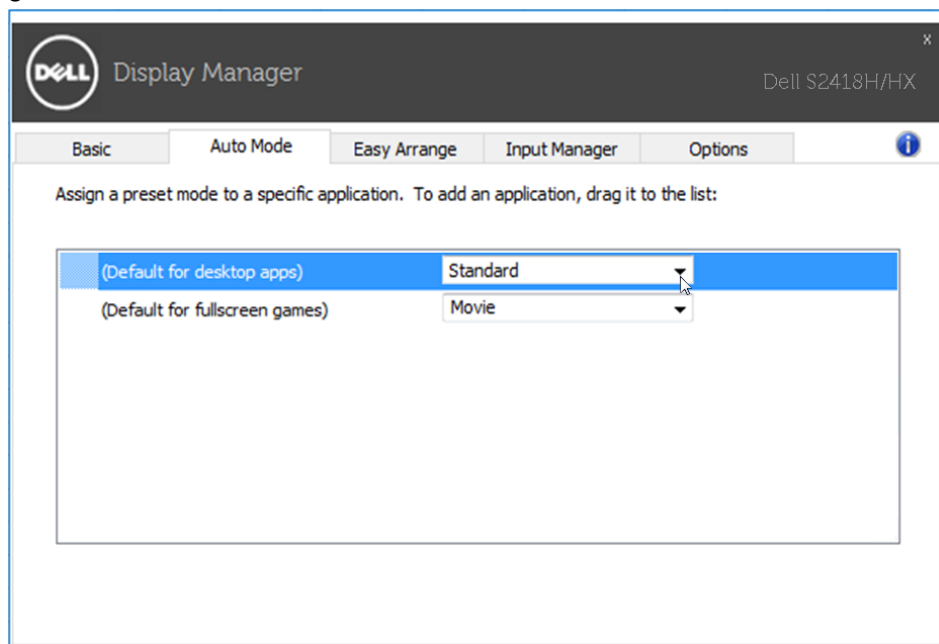 g
x
DELL Display Manager
Dell S2418H/HX
Basic Auto Mode Easy Arrange Input Manager Options i
Assign a preset mode to a specific application. To add an application, drag it to the list:
(Default for desktop apps) Standard
(Default for fullscreen games) Movie